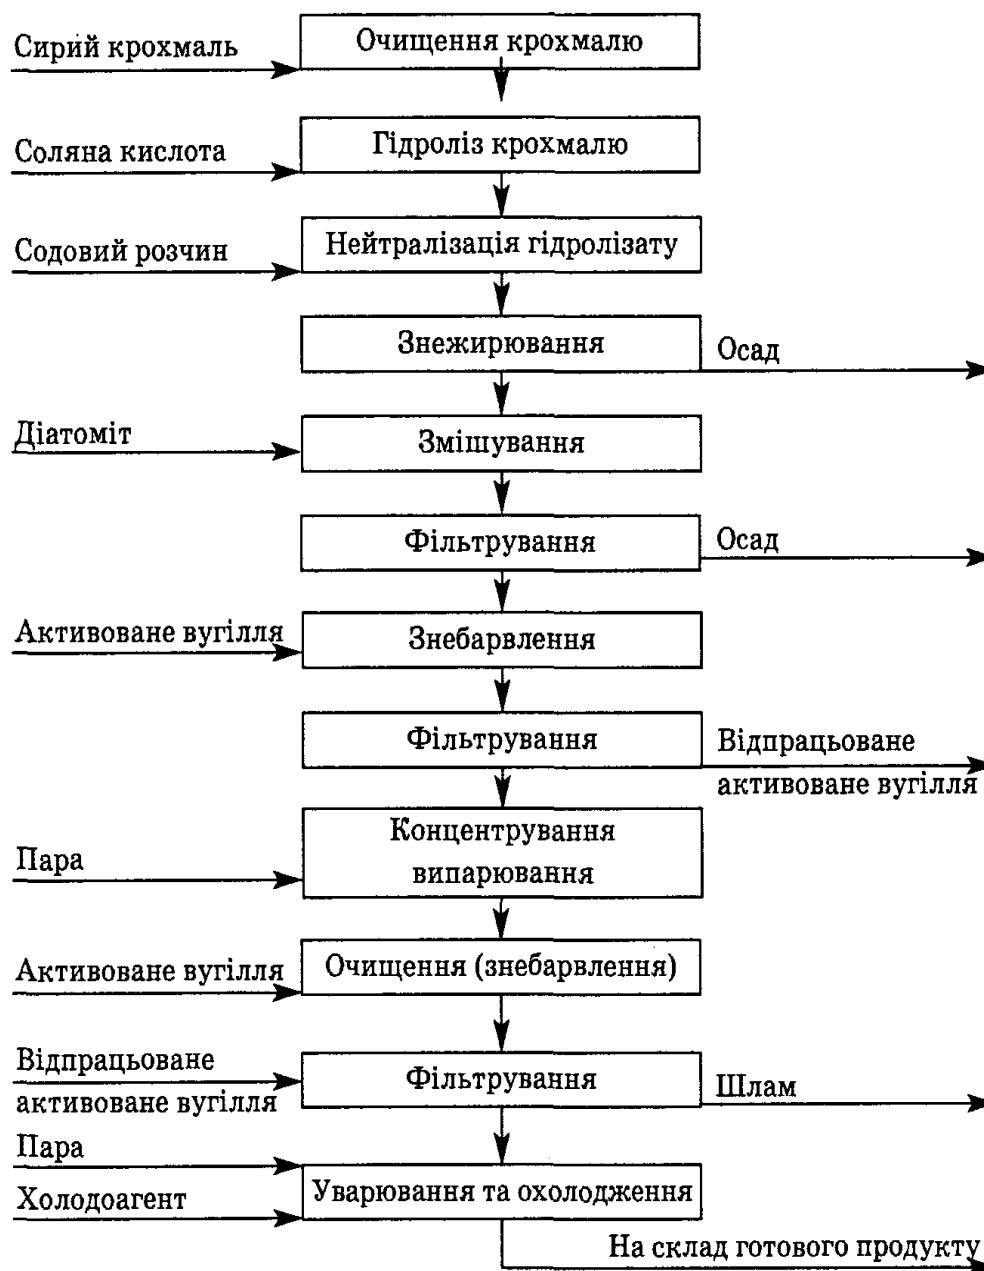 Очищення крохмалю
Сирий крохмаль
Гідроліз крохмалю
Соляна кислота
Нейтралізація гідролізату
Содовий розчин
Знежирювання
Осад
Діатоміт
Змішування
Фільтрування
Осад
Активоване вугілля
Знебарвлення
Фільтрування
Відпрацьоване
активоване вугілля
Концентрування
випарювання
Пара
Активоване вугілля
Очищення (знебарвлення)
Відпрацьоване
активоване вугілля
Фільтрування
Шлам
Пара
Холодоагент
Уварювання та охолодження
На склад готового продукту